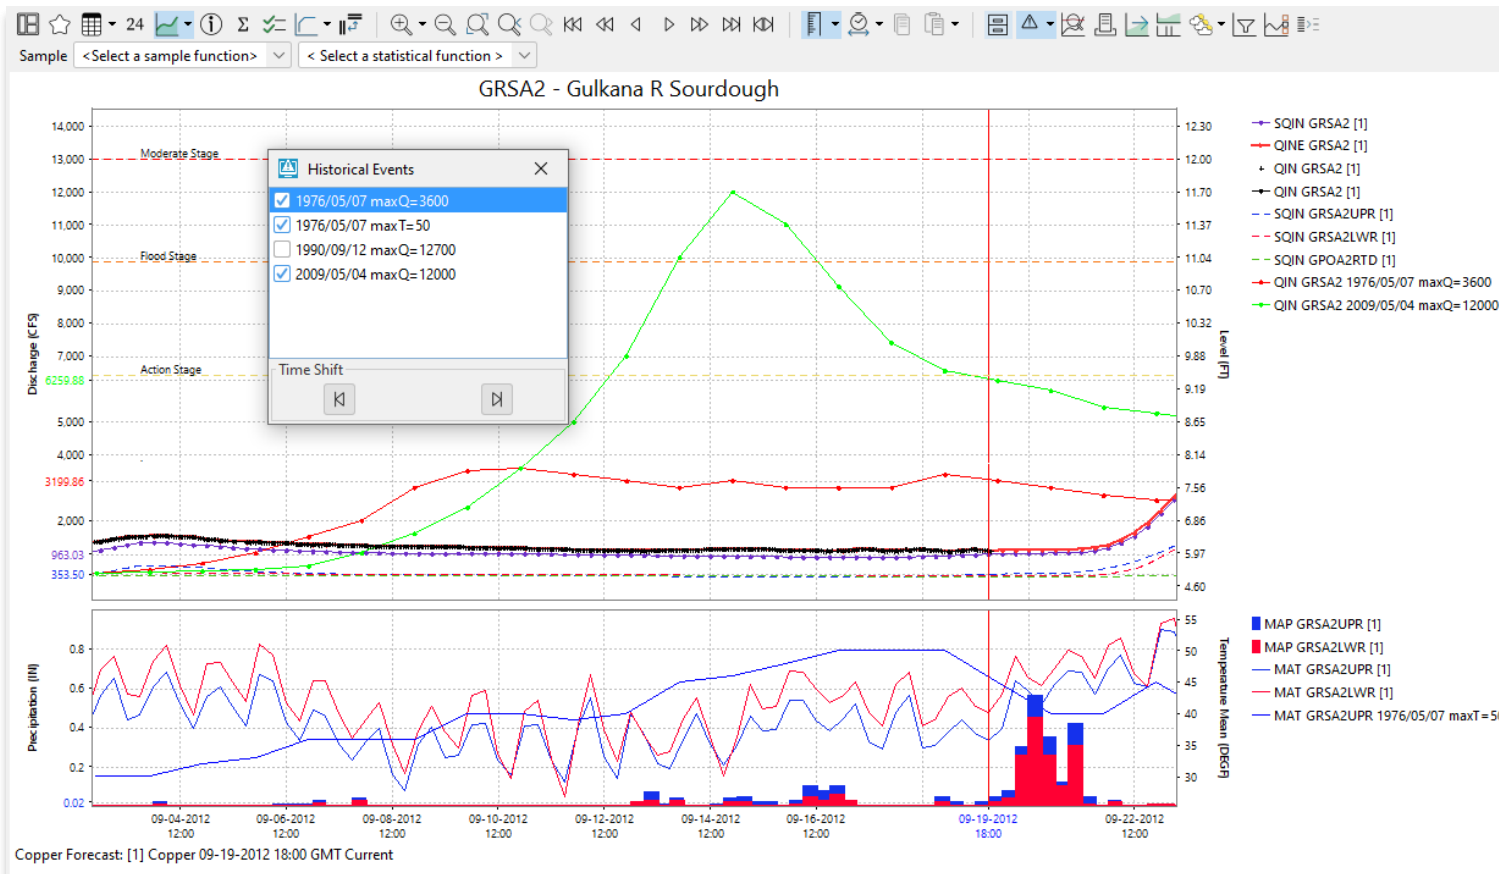 24 Σ
Sample <Select a sample function> < Select a statistical function >
GRSA2 - Gulkana R Sourdough
14,000
13,000
12,000
11,000
10,000
9,000
8,000
7,000
6259.88
5,000
4,000
3199.86
2,000
963.03
353.50
Discharge (CFS)
Moderate Stage
Flood Stage
Action Stage
Historical Events
1976/05/07 maxQ=3600
1976/05/07 maxT=50
1990/09/12 maxQ=12700
2009/05/04 maxQ=12000
Time Shift
12.30
12.00
11.70
11.37
11.04
10.70
10.32
9.88
9.19
8.65
8.14
7.56
6.86
5.97
4.60
Level (FT)
SQIN GRSA2 [1]
QINE GRSA2 [1]
QIN GRSA2 [1]
QIN GRSA2 [1]
SQIN GRSA2UPR [1]
SQIN GRSA2LWR [1]
SQIN GPOA2RTD [1]
QIN GRSA2 1976/05/07 maxQ=3600
QIN GRSA2 2009/05/04 maxQ=12000
0.8
0.6
0.4
0.2
0.02
Precipitation (IN)
55
50
45
40
35
30
Temperature Mean (DEGF)
MAP GRSA2UPR [1]
MAP GRSA2LWR [1]
MAT GRSA2UPR [1]
MAT GRSA2LWR [1]
MAT GRSA2UPR 1976/05/07 maxT=50
09-04-2012 09-06-2012 09-08-2012 09-10-2012 09-12-2012 09-14-2012 09-16-2012 09-19-2012 09-22-2012
12:00 12:00 12:00 12:00 12:00 12:00 12:00 18:00 12:00
Copper Forecast: [1] Copper 09-19-2012 18:00 GMT Current